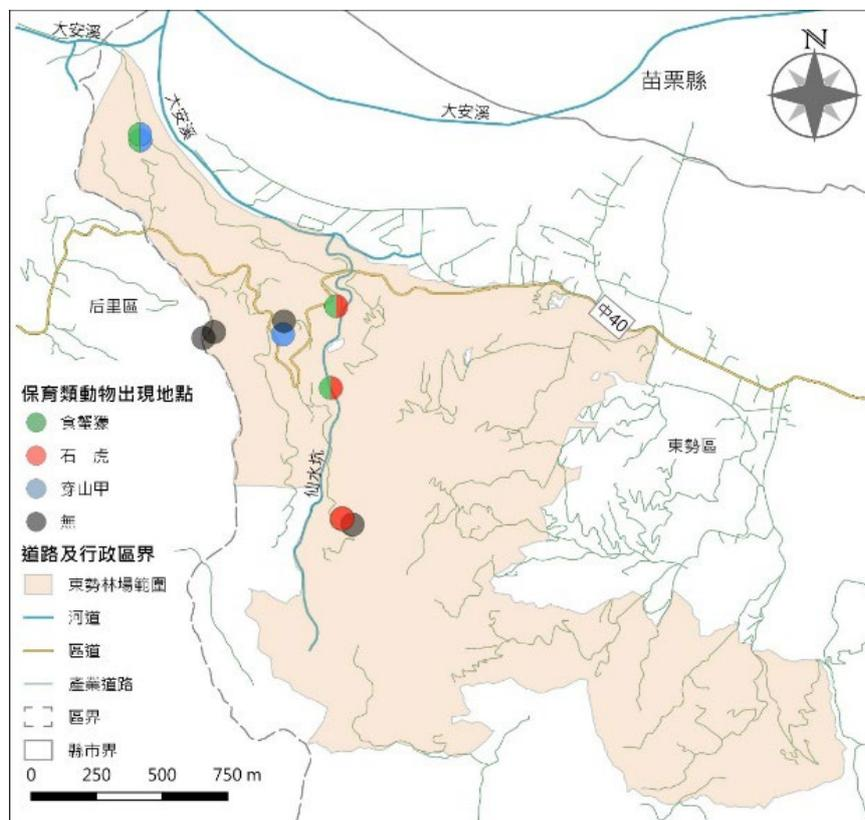 大安溪
N
苗栗縣
大安溪
大安溪
中40
后里區
保育類動物出現地點
食蟹獴
石 虎
東勢區
仙水坑
穿山甲
無
道路及行政區界
東勢林場範圍
河道
區道
產業道路
區界
縣市界
0 250 500 750 m